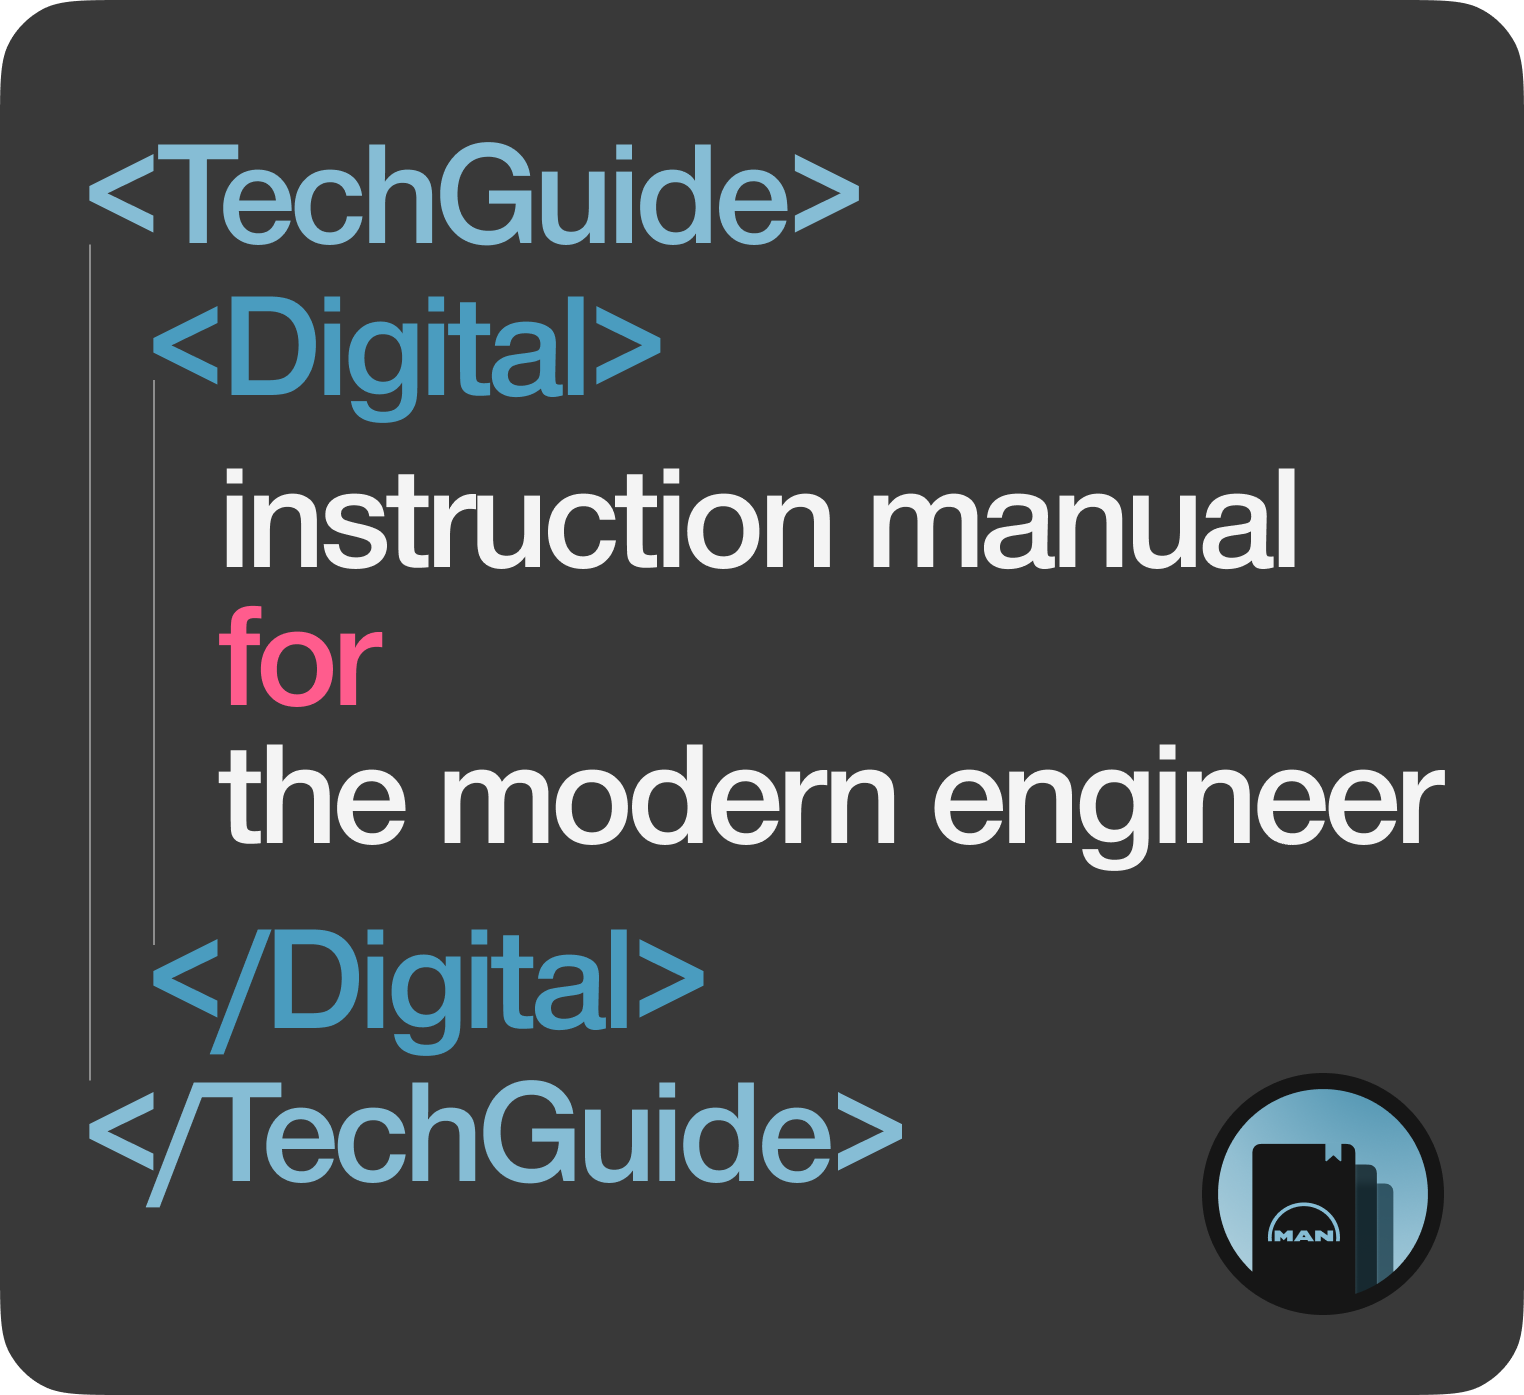 <TechGuide>
<Digital>
instruction manual
for
the modern engineer
</Digital>
</TechGuide>
MAN